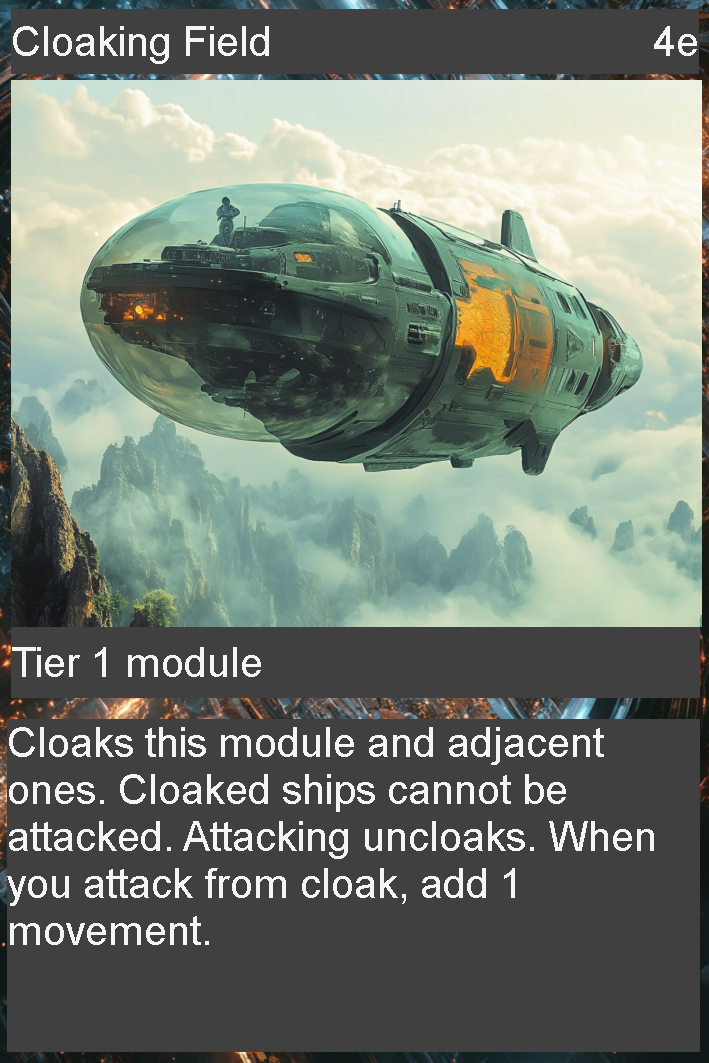 Cloaking Field 4e
Tier 1 module
Cloaks this module and adjacent
ones. Cloaked ships cannot be
attacked. Attacking uncloaks. When
you attack from cloak, add 1
movement.